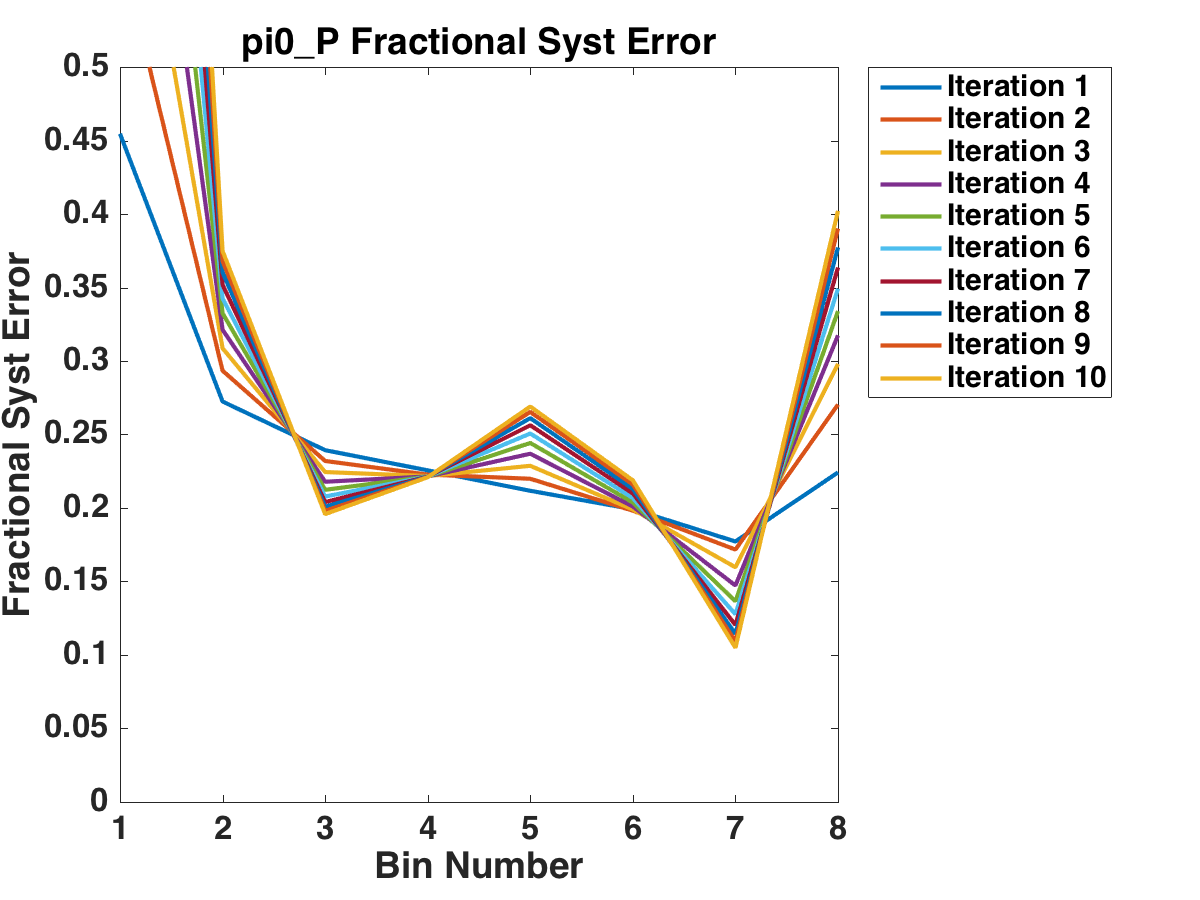 pi0_P Fractional Syst Error
Fractional Syst Error
0.5
0.45
0.4
0.35
0.3
0.25
0.2
0.15
0.1
0.05
0
1 2 3 4 5 6 7 8
Bin Number
Iteration 1
Iteration 2
Iteration 3
Iteration 4
Iteration 5
Iteration 6
Iteration 7
Iteration 8
Iteration 9
Iteration 10